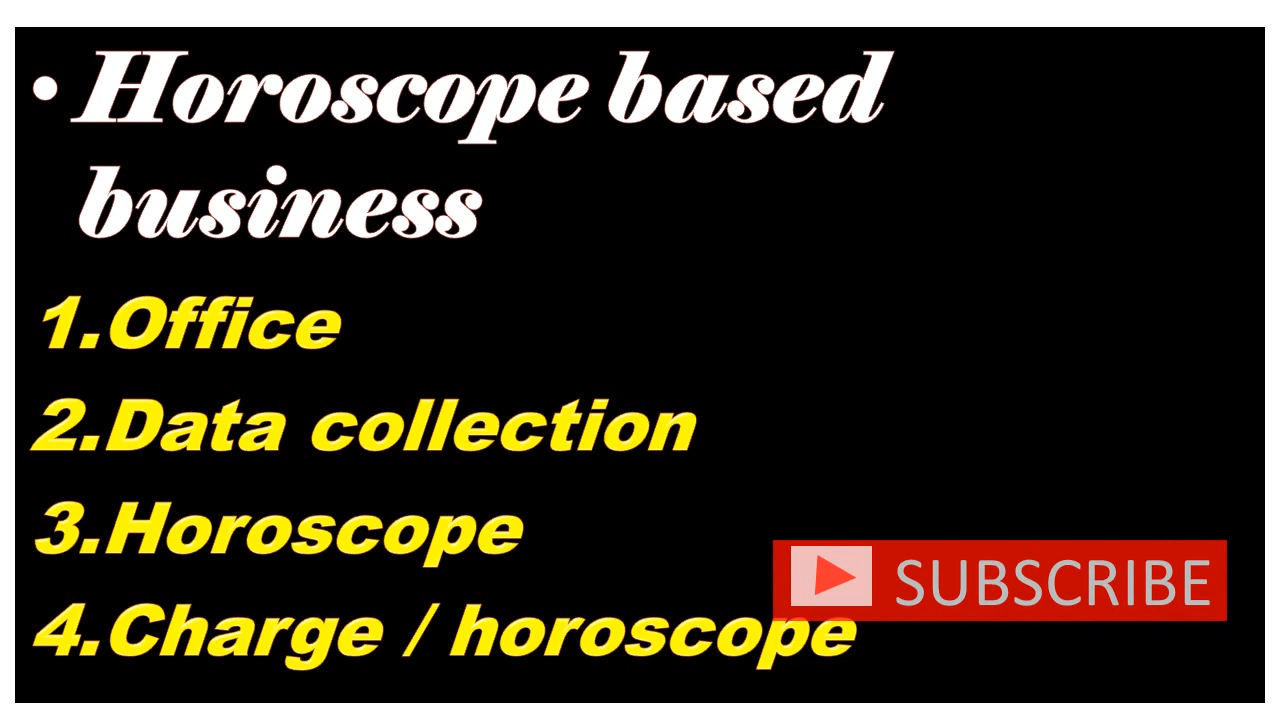 • Horoscope based
business
1.Office
2.Data collection
3.Horoscope
SUBSCRIBE
4.Charge / horoscope